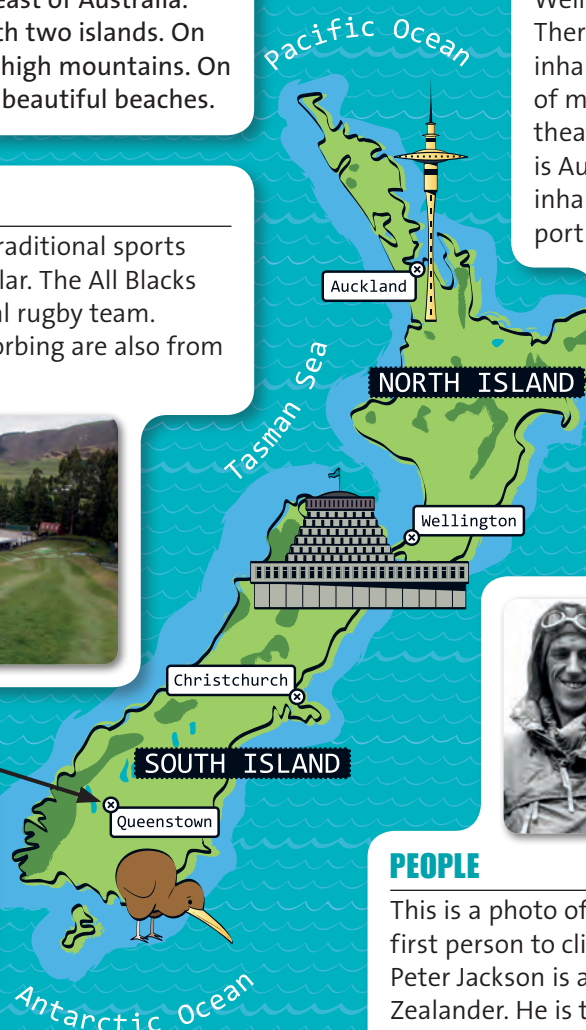 east of Australia.
th two islands. On
high mountains. On
beautiful beaches.
raditional sports
lar. The All Blacks
al rugby team.
orbing are also from
Pacific Ocean
Well
Ther
inha
of m
thea
is Au
inha
port
Auckland
NORTH ISLAND
Tasman Sea
Wellington
Christchurch
SOUTH ISLAND
Queenstown
Antarctic Ocean
PEOPLE
This is a photo of
first person to cli
Peter Jackson is a
Zealander. He is t